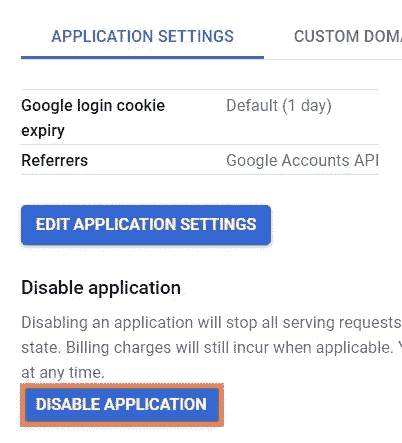 APPLICATION SETTINGS CUSTOM DOMA
Google login cookie expiry Default (1 day)
Referrers Google Accounts API
EDIT APPLICATION SETTINGS
Disable application
Disabling an application will stop all serving requests
state. Billing charges will still incur when applicable. Y
at any time.
DISABLE APPLICATION